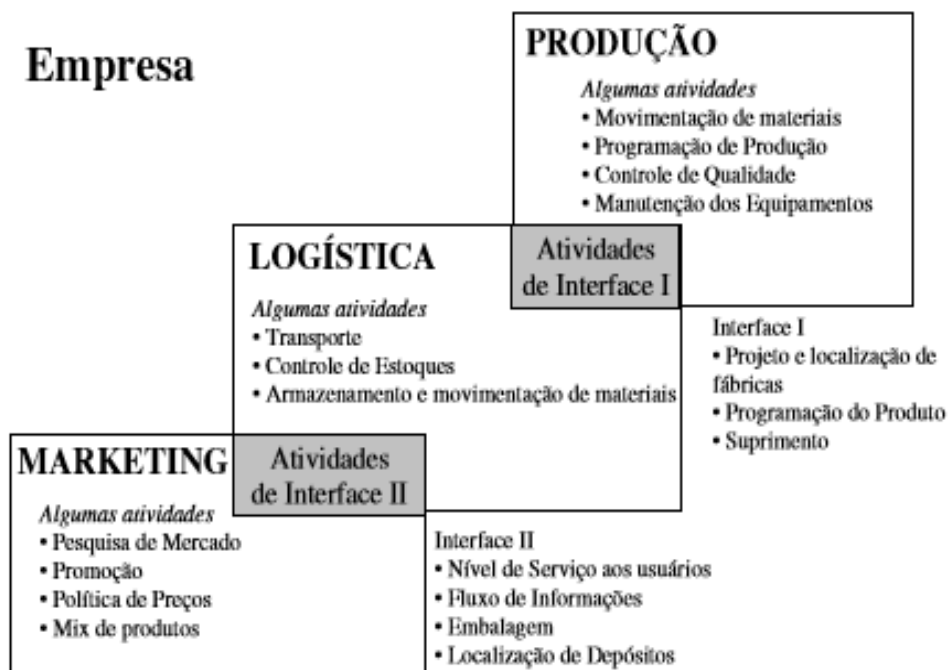 Empresa
PRODUÇÃO
Algumas atividades
• Movimentação de materiais
• Programação de Produção
• Controle de Qualidade
• Manutenção dos Equipamentos
LOGÍSTICA
Atividades
de Interface I
Algumas atividades
• Transporte
• Controle de Estoques
• Armazenamento e movimentação de materiais
Interface I
• Projeto e localização de
fábricas
• Programação do Produto
• Suprimento
MARKETING
Atividades
de Interface II
Algumas atividades
• Pesquisa de Mercado
• Promoção
• Política de Preços
• Mix de produtos
Interface II
• Nível de Serviço aos usuários
• Fluxo de Informações
• Embalagem
• Localização de Depósitos